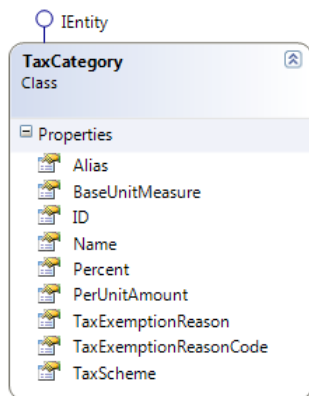 IEntity
TaxCategory
Class
Properties
Alias
BaseUnitMeasure
ID
Name
Percent
PerUnitAmount
TaxExemptionReason
TaxExemptionReasonCode
TaxScheme